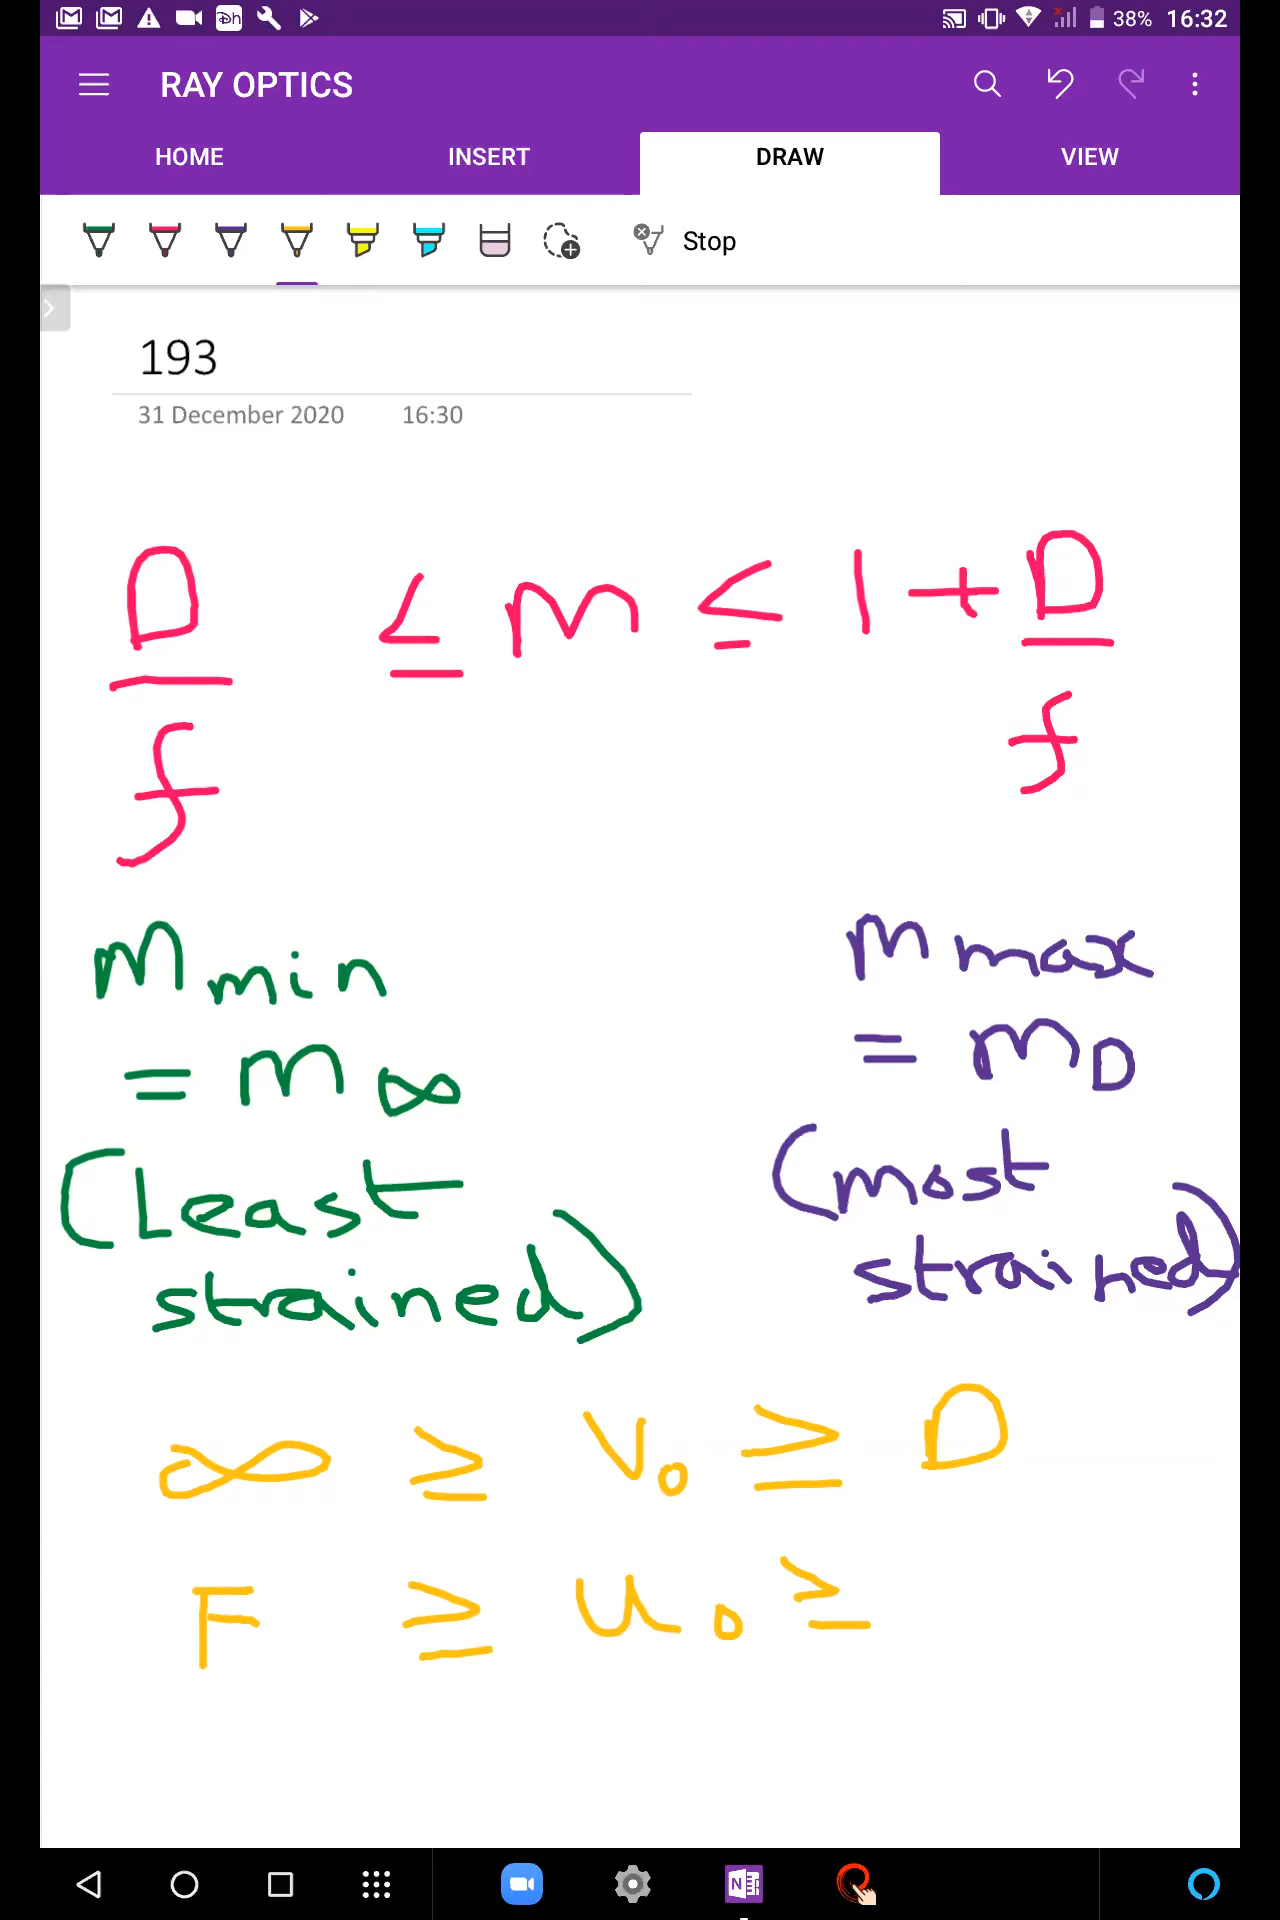 38% 16:32
RAY OPTICS
HOME INSERT DRAW VIEW
Stop
193
31 December 2020 16:30
D/f ≤ m ≤ 1 + D/f
m min
= m ∞
(Least
strained)
m max
= m D
(most
strained)
∞ ≥ v₀ ≥ D
F ≥ u₀ ≥